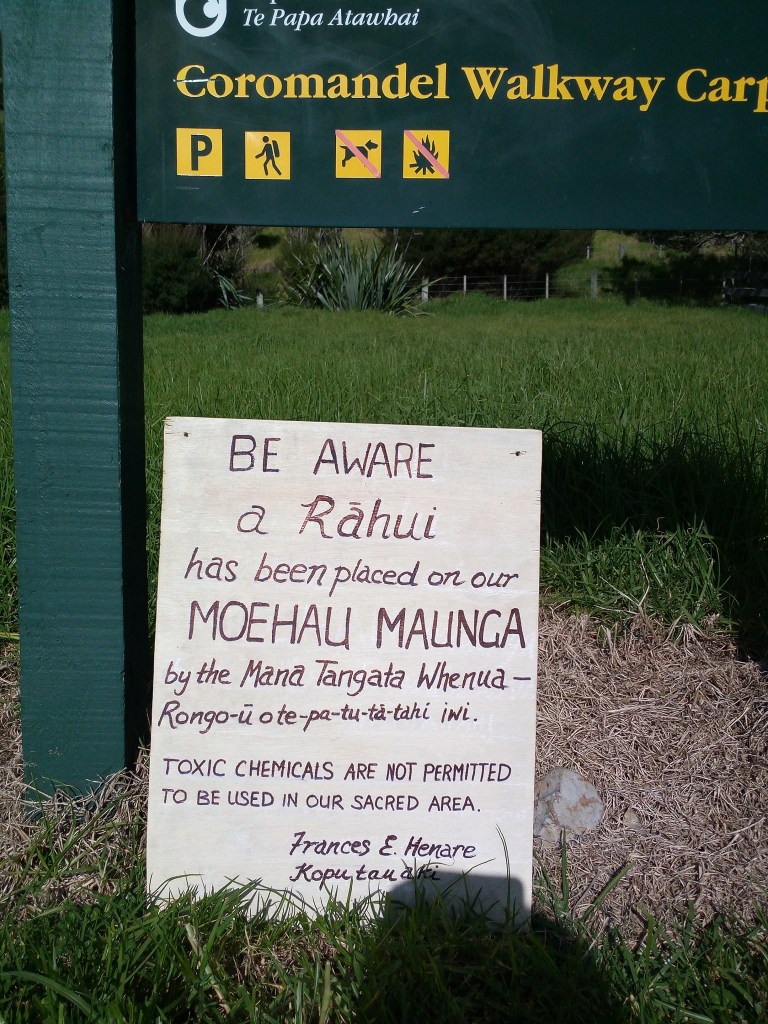 Te Papa Atawhai
Coromandel Walkway Carp
P
BE AWARE
a Rāhui
has been placed on our
MOEHAU MAUNGA
by the Mana Tangata Whenua-
Rongo-ū o te-pa-tu-tā-tahi iwi.
TOXIC CHEMICALS ARE NOT PERMITTED
TO BE USED IN OUR SACRED AREA.
Frances E. Henare